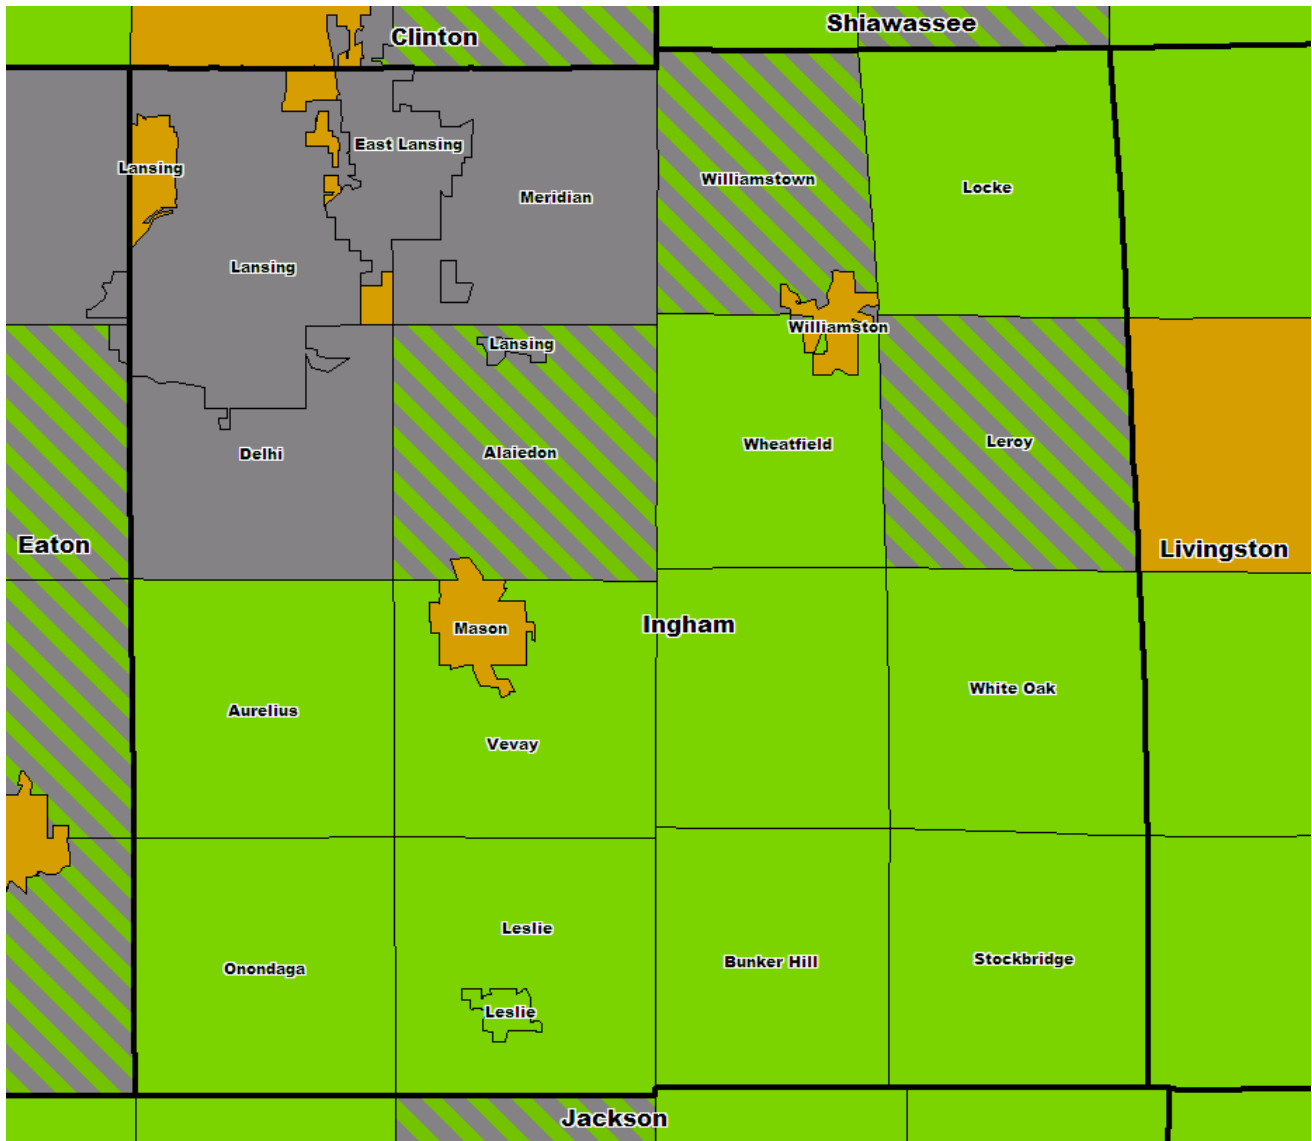 Shiawassee
Clinton
East Lansing
Lansing
Williamstown
Locke
Meridian
Lansing
Williamston
Lansing
Leroy
Wheatfield
Delhi
Alaiedon
Eaton
Livingston
Mason
Ingham
White Oak
Aurelius
Vevay
Leslie
Stockbridge
Bunker Hill
Onondaga
Leslie
Jackson